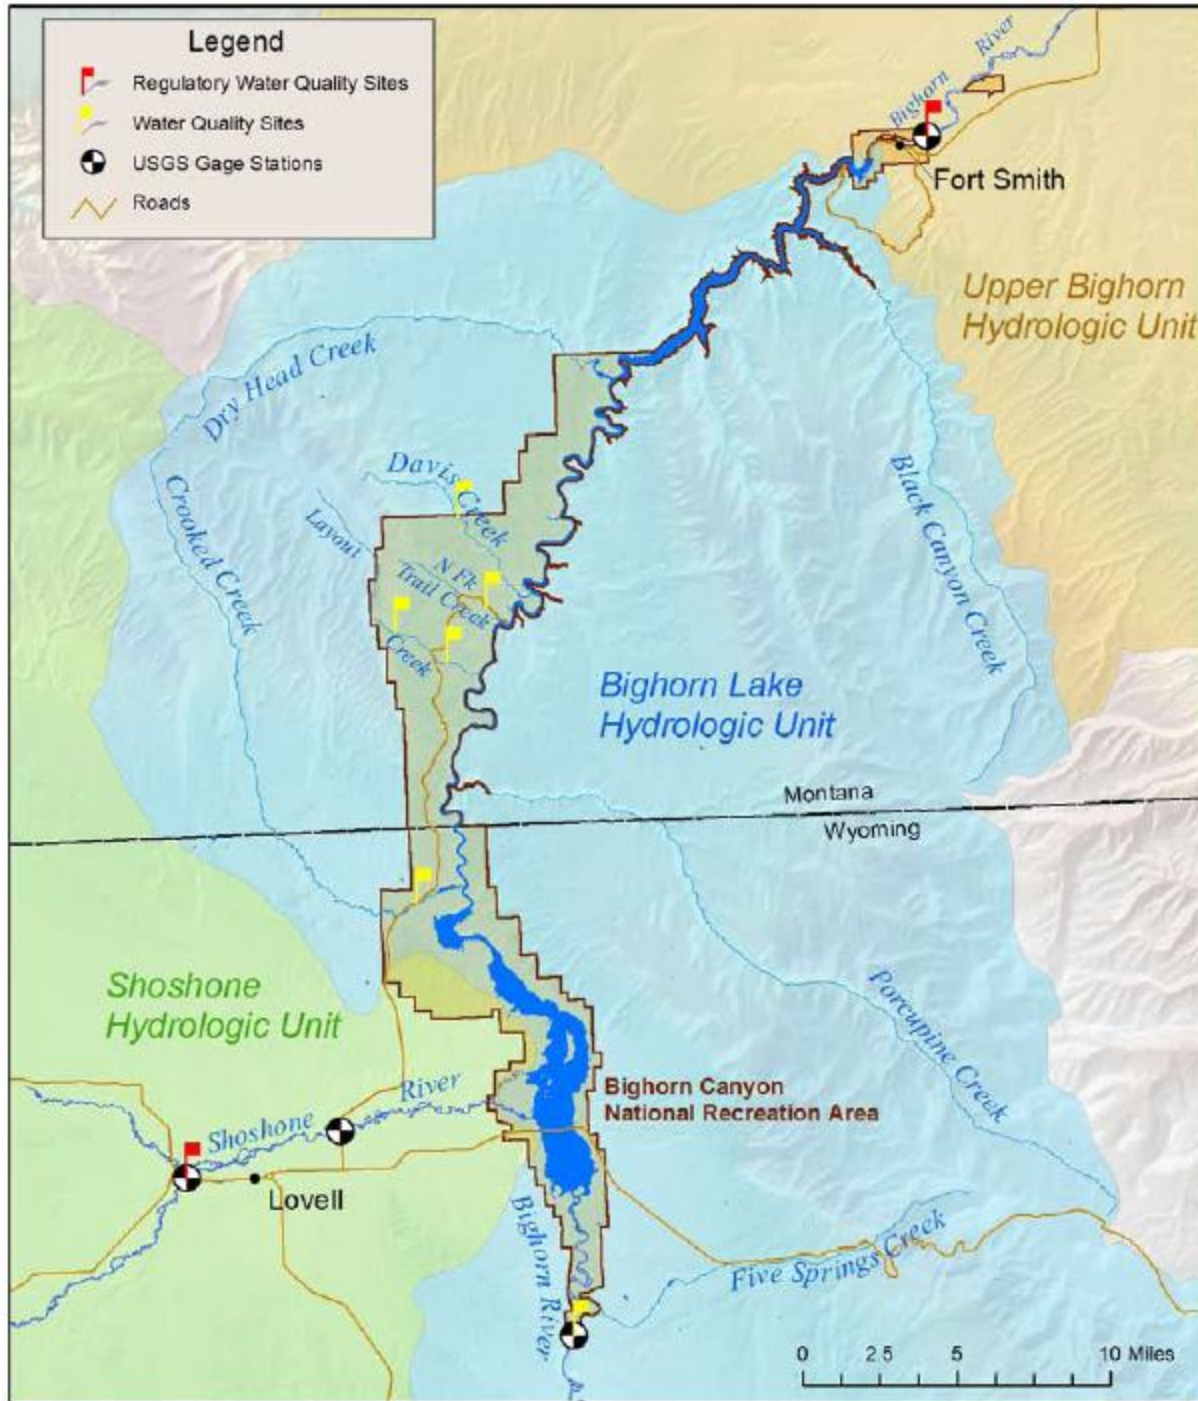 Legend
Regulatory Water Quality Sites
Water Quality Sites
USGS Gage Stations
Roads
Bighorn River
Fort Smith
Upper Bighorn
Hydrologic Unit
Dry Head Creek
Davis Creek
Crooked Creek
Layout
N Fk
Trail Creek
Creek
Black Canyon Creek
Bighorn Lake
Hydrologic Unit
Montana
Wyoming
Shoshone
Hydrologic Unit
Porcupine Creek
Bighorn Canyon
National Recreation Area
Shoshone River
Lovell
Bighorn River
Five Springs Creek
0 2.5 5 10 Miles